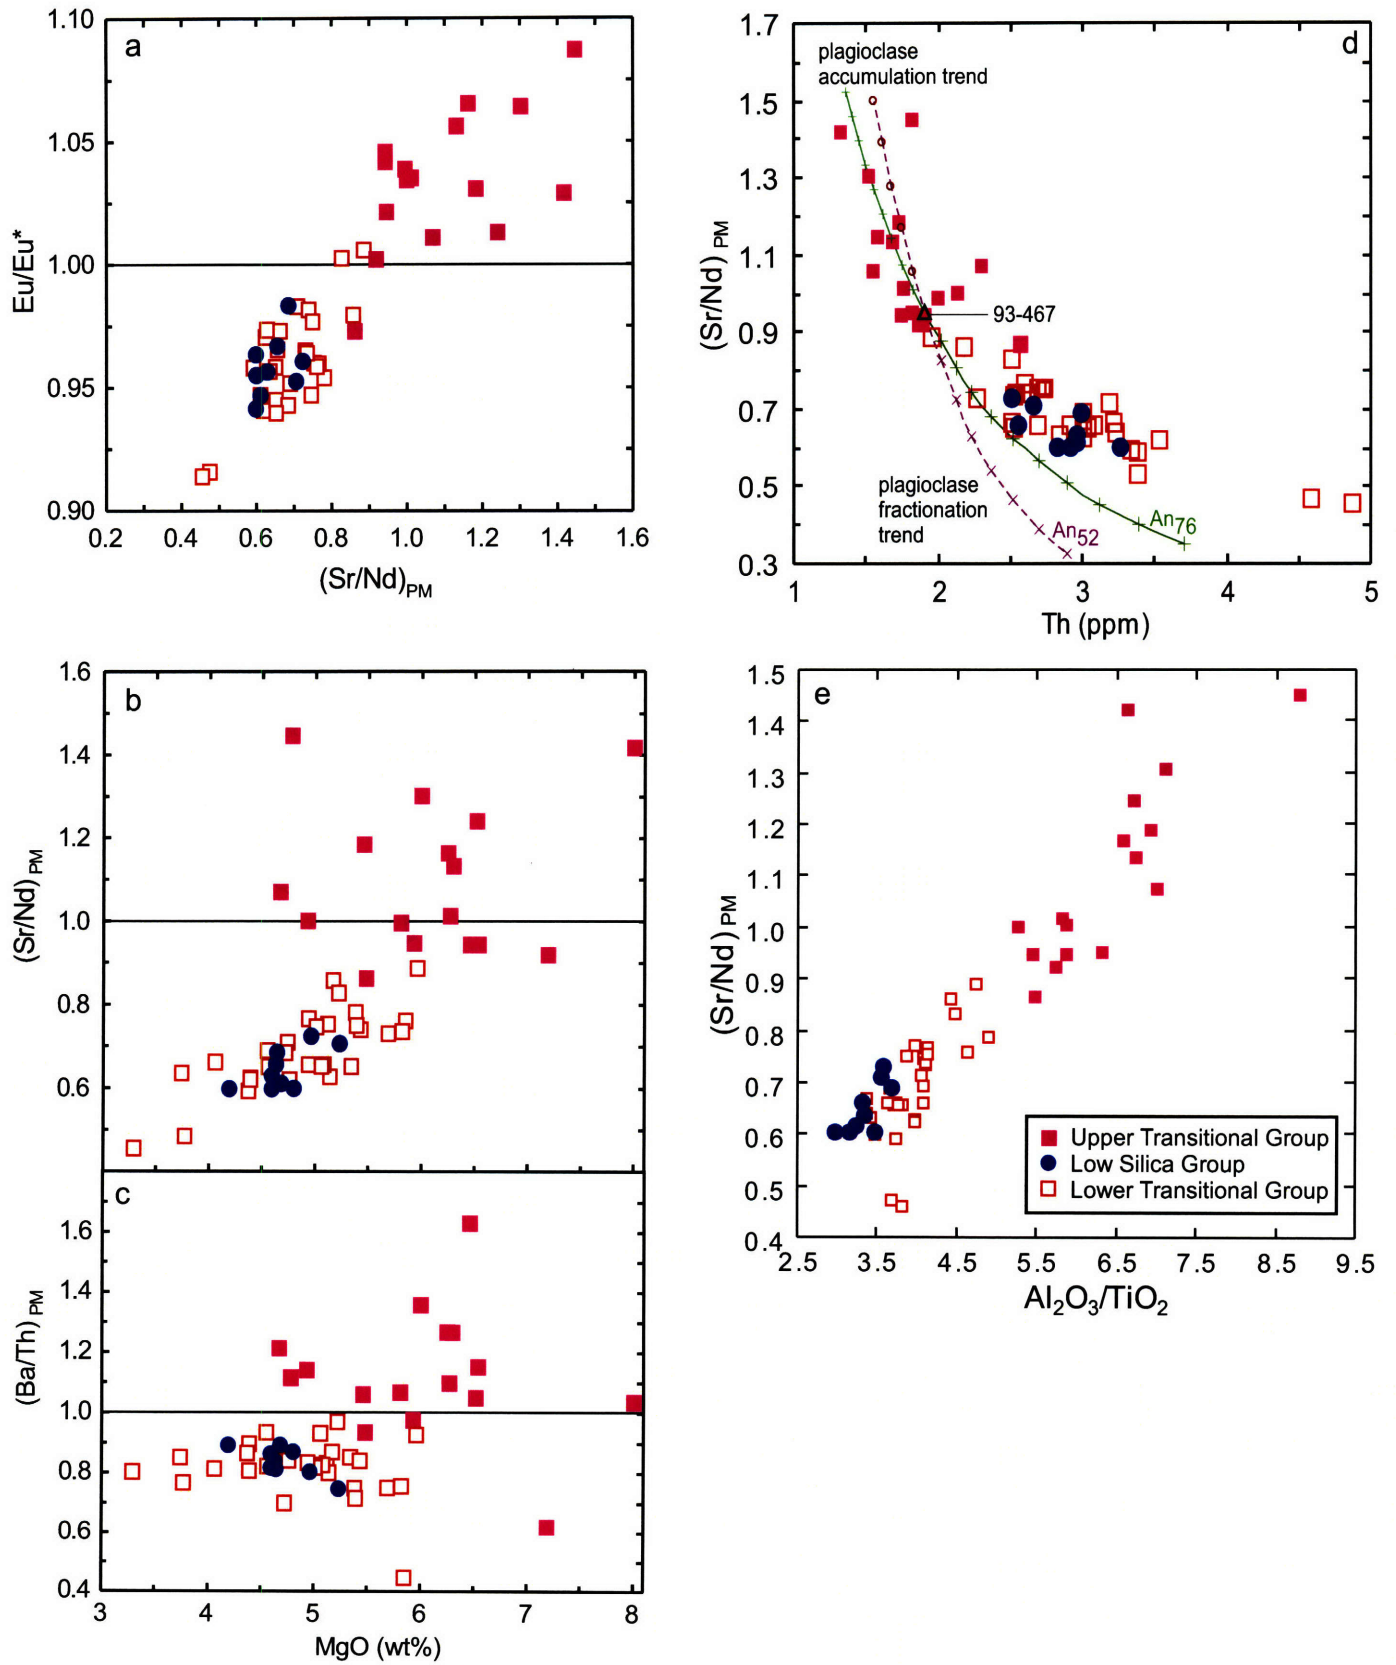 a
1.10
1.05
1.00
0.95
0.90
Eu/Eu*
0.2 0.4 0.6 0.8 1.0 1.2 1.4 1.6
(Sr/Nd)PM
b
1.6
1.4
1.2
1.0
0.8
0.6
(Sr/Nd)PM
c
1.6
1.4
1.2
1.0
0.8
0.6
0.4
(Ba/Th)PM
3 4 5 6 7 8
MgO (wt%)
d
1.7
1.5
1.3
1.1
0.9
0.7
0.5
0.3
(Sr/Nd)PM
plagioclase
accumulation trend
93-467
plagioclase
fractionation
trend
An76
An52
1 2 3 4 5
Th (ppm)
e
1.5
1.4
1.3
1.2
1.1
1.0
0.9
0.8
0.7
0.6
0.5
0.4
(Sr/Nd)PM
Upper Transitional Group
Low Silica Group
Lower Transitional Group
2.5 3.5 4.5 5.5 6.5 7.5 8.5 9.5
Al2O3/TiO2